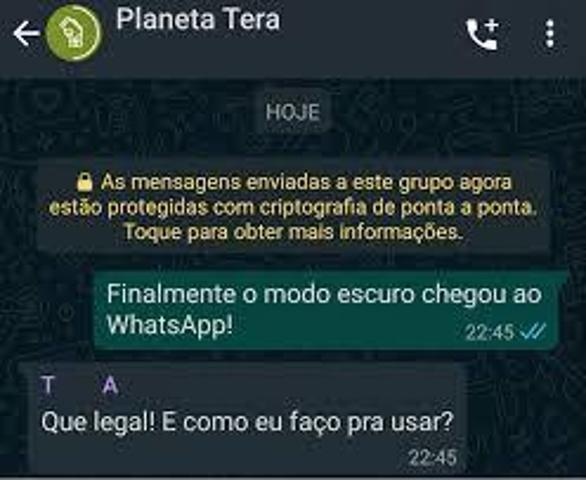 Planeta Tera
HOJE
As mensagens enviadas a este grupo agora
estão protegidas com criptografia de ponta a ponta.
Toque para obter mais informações.
Finalmente o modo escuro chegou ao
WhatsApp!
22:45
T A
Que legal! E como eu faço pra usar?
22:45